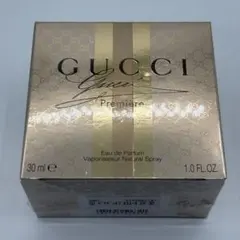 GUCCI
Gucci
Première
Eau de Parfum
Vaporisateur Natural Spray
30 ml e
1.0 FL.OZ.